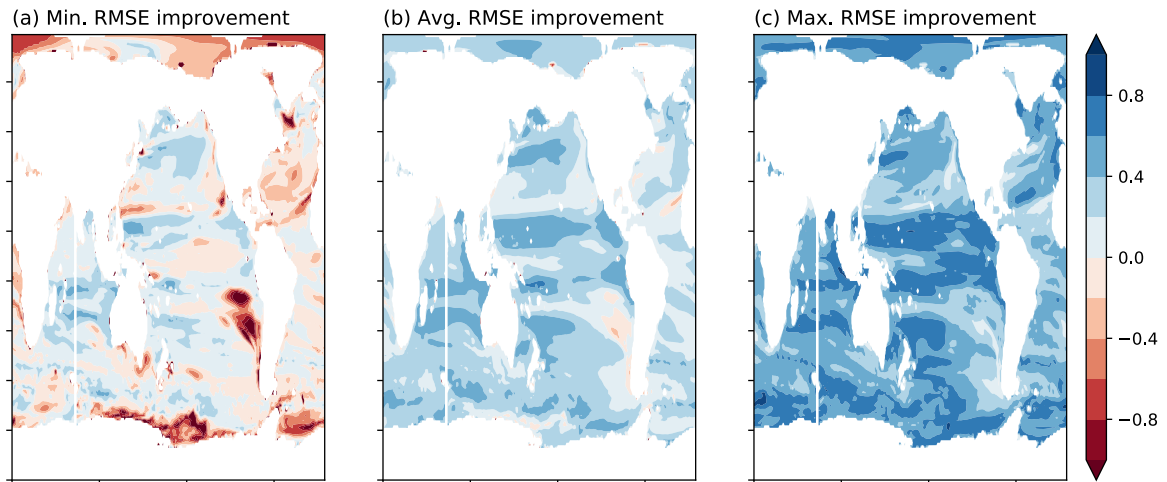 (a) Min. RMSE improvement
(b) Avg. RMSE improvement
(c) Max. RMSE improvement
0.8
0.4
0.0
−0.4
−0.8